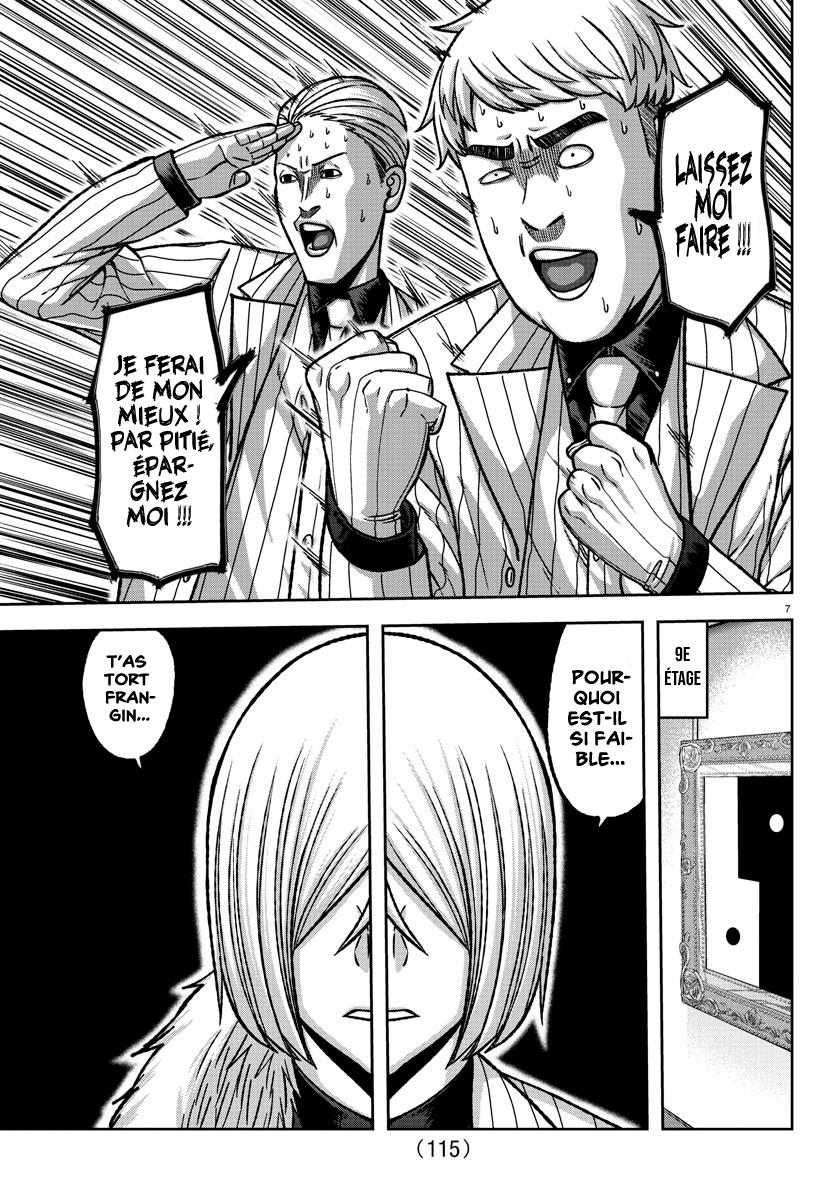 LAISSEZ
MOI
FAIRE !!!
JE FERAI
DE MON
MIEUX !
PAR PITIÉ,
ÉPAR-
GNEZ
MOI !!!
7
9E
ÉTAGE
POUR-
QUOI
EST-IL
SI FAI-
BLE...
T'AS
TORT
FRAN-
GIN...
(115)